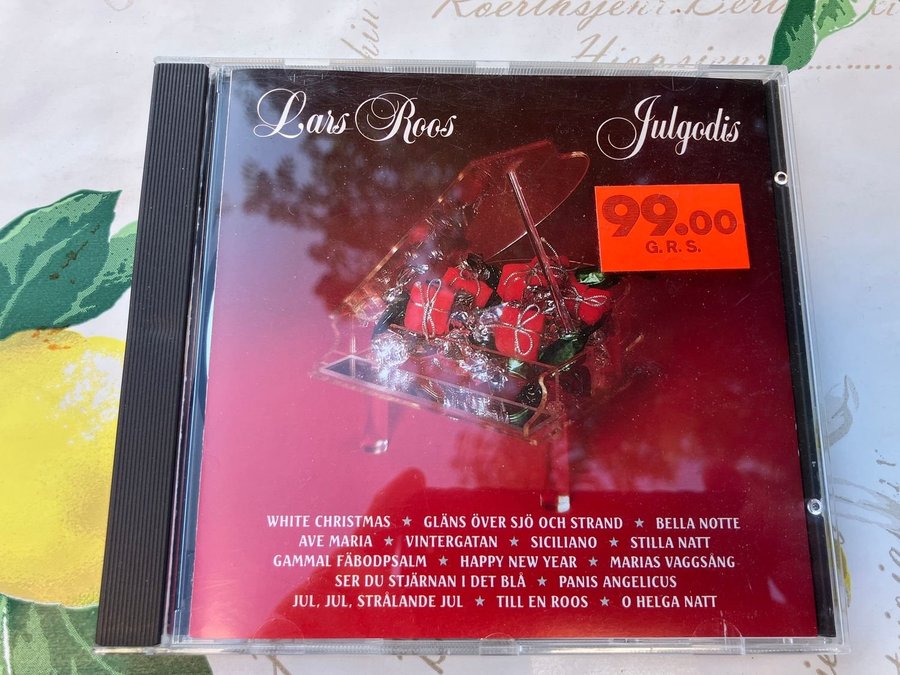 Lars Roos
Julgodis
99.00
G.R.S.
WHITE CHRISTMAS ★ GLÄNS ÖVER SJÖ OCH STRAND ★ BELLA NOTTE
AVE MARIA ★ VINTERGATAN ★ SICILIANO ★ STILLA NATT
GAMMAL FÄBODPSALM ★ HAPPY NEW YEAR ★ MARIAS VAGGSÅNG
SER DU STJÄRNAN I DET BLÅ ★ PANIS ANGELICUS
JUL, JUL, STRÅLANDE JUL ★ TILL EN ROOS ★ O HELGA NATT